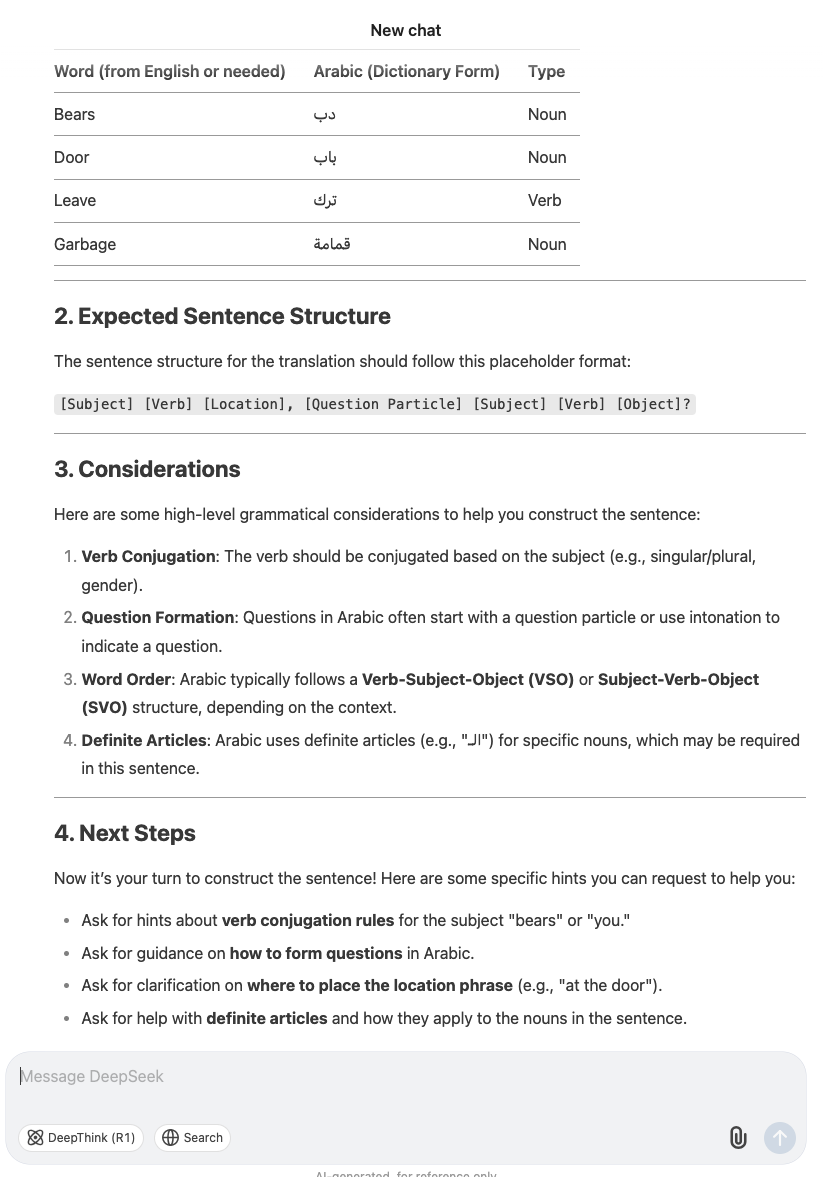 New chat
Word (from English or needed) Arabic (Dictionary Form) Type
Bears دب Noun
Door باب Noun
Leave ترك Verb
Garbage قمامة Noun
2. Expected Sentence Structure
The sentence structure for the translation should follow this placeholder format:
[Subject] [Verb] [Location], [Question Particle] [Subject] [Verb] [Object]?
3. Considerations
Here are some high-level grammatical considerations to help you construct the sentence:
1. Verb Conjugation: The verb should be conjugated based on the subject (e.g., singular/plural,
gender).
2. Question Formation: Questions in Arabic often start with a question particle or use intonation to
indicate a question.
3. Word Order: Arabic typically follows a Verb-Subject-Object (VSO) or Subject-Verb-Object
(SVO) structure, depending on the context.
4. Definite Articles: Arabic uses definite articles (e.g., "الـ") for specific nouns, which may be required
in this sentence.
4. Next Steps
Now it's your turn to construct the sentence! Here are some specific hints you can request to help you:
• Ask for hints about verb conjugation rules for the subject "bears" or "you."
• Ask for guidance on how to form questions in Arabic.
• Ask for clarification on where to place the location phrase (e.g., "at the door").
• Ask for help with definite articles and how they apply to the nouns in the sentence.
Message DeepSeek
DeepThink (R1) Search
AI-generated, for reference only